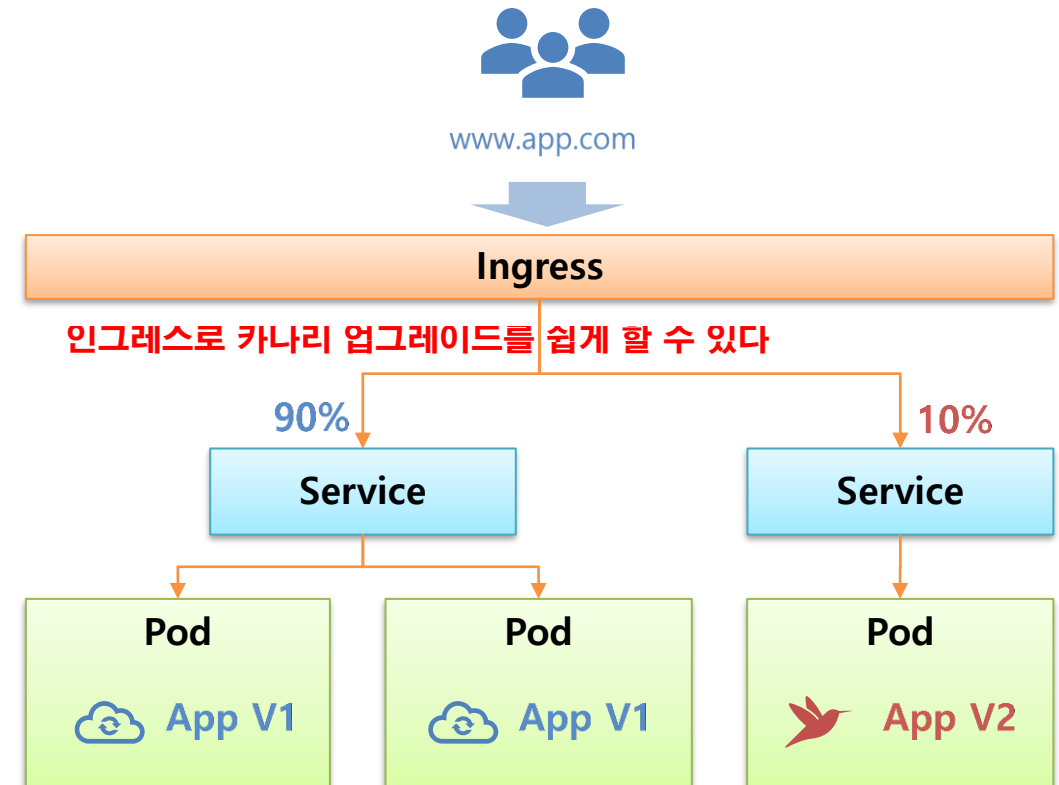 www.app.com
Ingress
인그레스로 카나리 업그레이드를 쉽게 할 수 있다
90%
10%
Service
Service
Pod
Pod
Pod
App V1
App V1
App V2